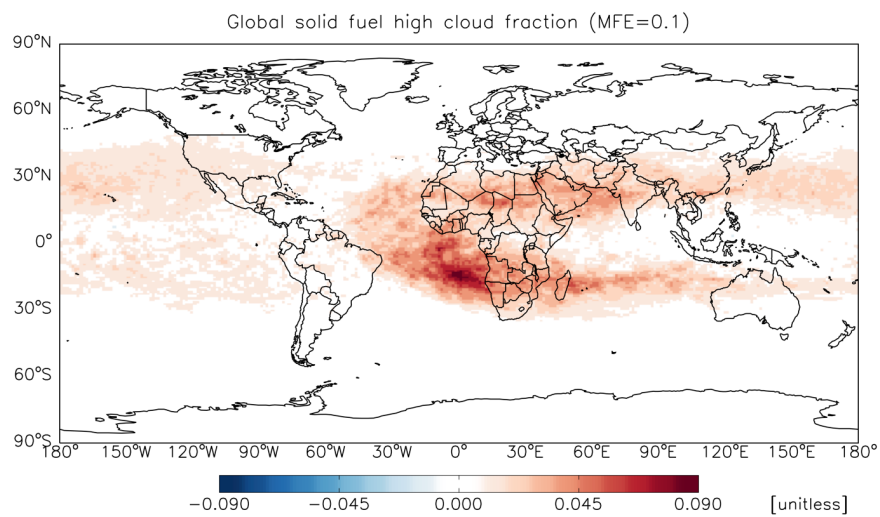 Global solid fuel high cloud fraction (MFE=0.1)
90°N
60°N
30°N
0°
30°S
60°S
90°S
180° 150°W 120°W 90°W 60°W 30°W 0° 30°E 60°E 90°E 120°E 150°E 180°
−0.090 −0.045 0.000 0.045 0.090 [unitless]